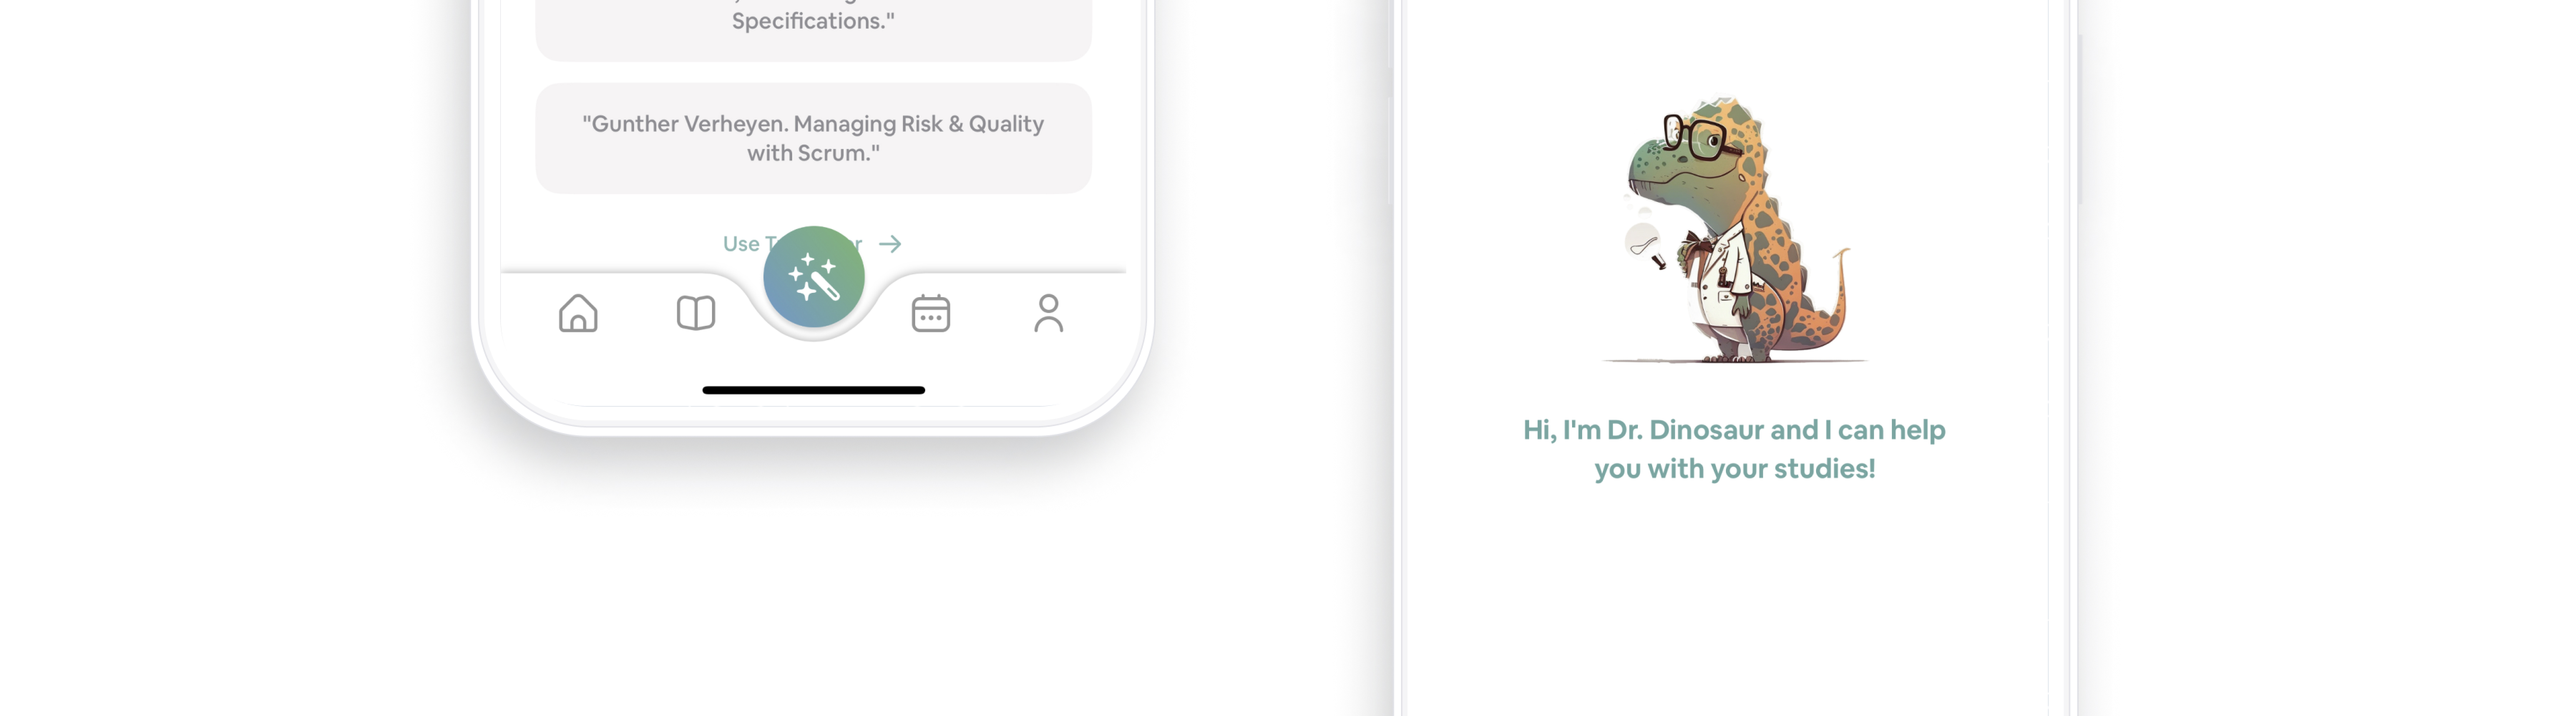 Specifications."
"Gunther Verheyen. Managing Risk & Quality
with Scrum."
Use
Hi, I'm Dr. Dinosaur and I can help
you with your studies!